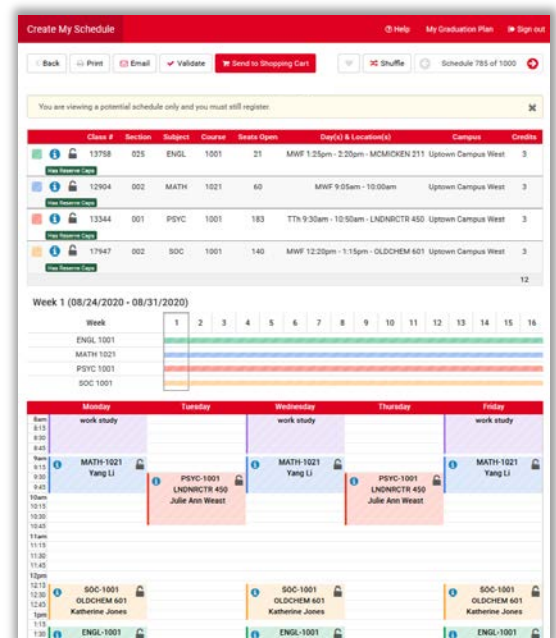 Create My Schedule
Help My Graduation Plan Sign out
Back Print Email Validate Send to Shopping Cart Shuffle Schedule 785 of 1000
You are viewing a potential schedule only and you must still register.
Class # Section Subject Course Seats Open Day(s) & Location(s) Campus Credits
13758 025 ENGL 1001 21 MWF 1:25pm - 2:20pm - MCMICKEN 211 Uptown Campus West 3
Has Reserve Caps
12904 002 MATH 1021 60 MWF 9:05am - 10:00am Uptown Campus West 3
Has Reserve Caps
13344 001 PSYC 1001 183 TTh 9:30am - 10:50am - LNDNRCTR 450 Uptown Campus West 3
Has Reserve Caps
17947 002 SOC 1001 140 MWF 12:20pm - 1:15pm - OLDCHEM 601 Uptown Campus West 3
Has Reserve Caps
12
Week 1 (08/24/2020 - 08/31/2020)
Week 1 2 3 4 5 6 7 8 9 10 11 12 13 14 15 16
ENGL 1001
MATH 1021
PSYC 1001
SOC 1001
Monday Tuesday Wednesday Thursday Friday
8am work study work study work study
8:15
8:30
8:45
9am MATH-1021 MATH-1021 MATH-1021
9:15 Yang Li Yang Li Yang Li
9:30 PSYC-1001 PSYC-1001
9:45 LNDNRCTR 450 LNDNRCTR 450
10am Julie Ann Weast Julie Ann Weast
10:15
10:30
10:45
11am
11:15
11:30
11:45
12pm
12:15 SOC-1001 SOC-1001 SOC-1001
12:30 OLDCHEM 601 OLDCHEM 601 OLDCHEM 601
12:45 Katherine Jones Katherine Jones Katherine Jones
1pm
1:15
1:30 ENGL-1001 ENGL-1001 ENGL-1001